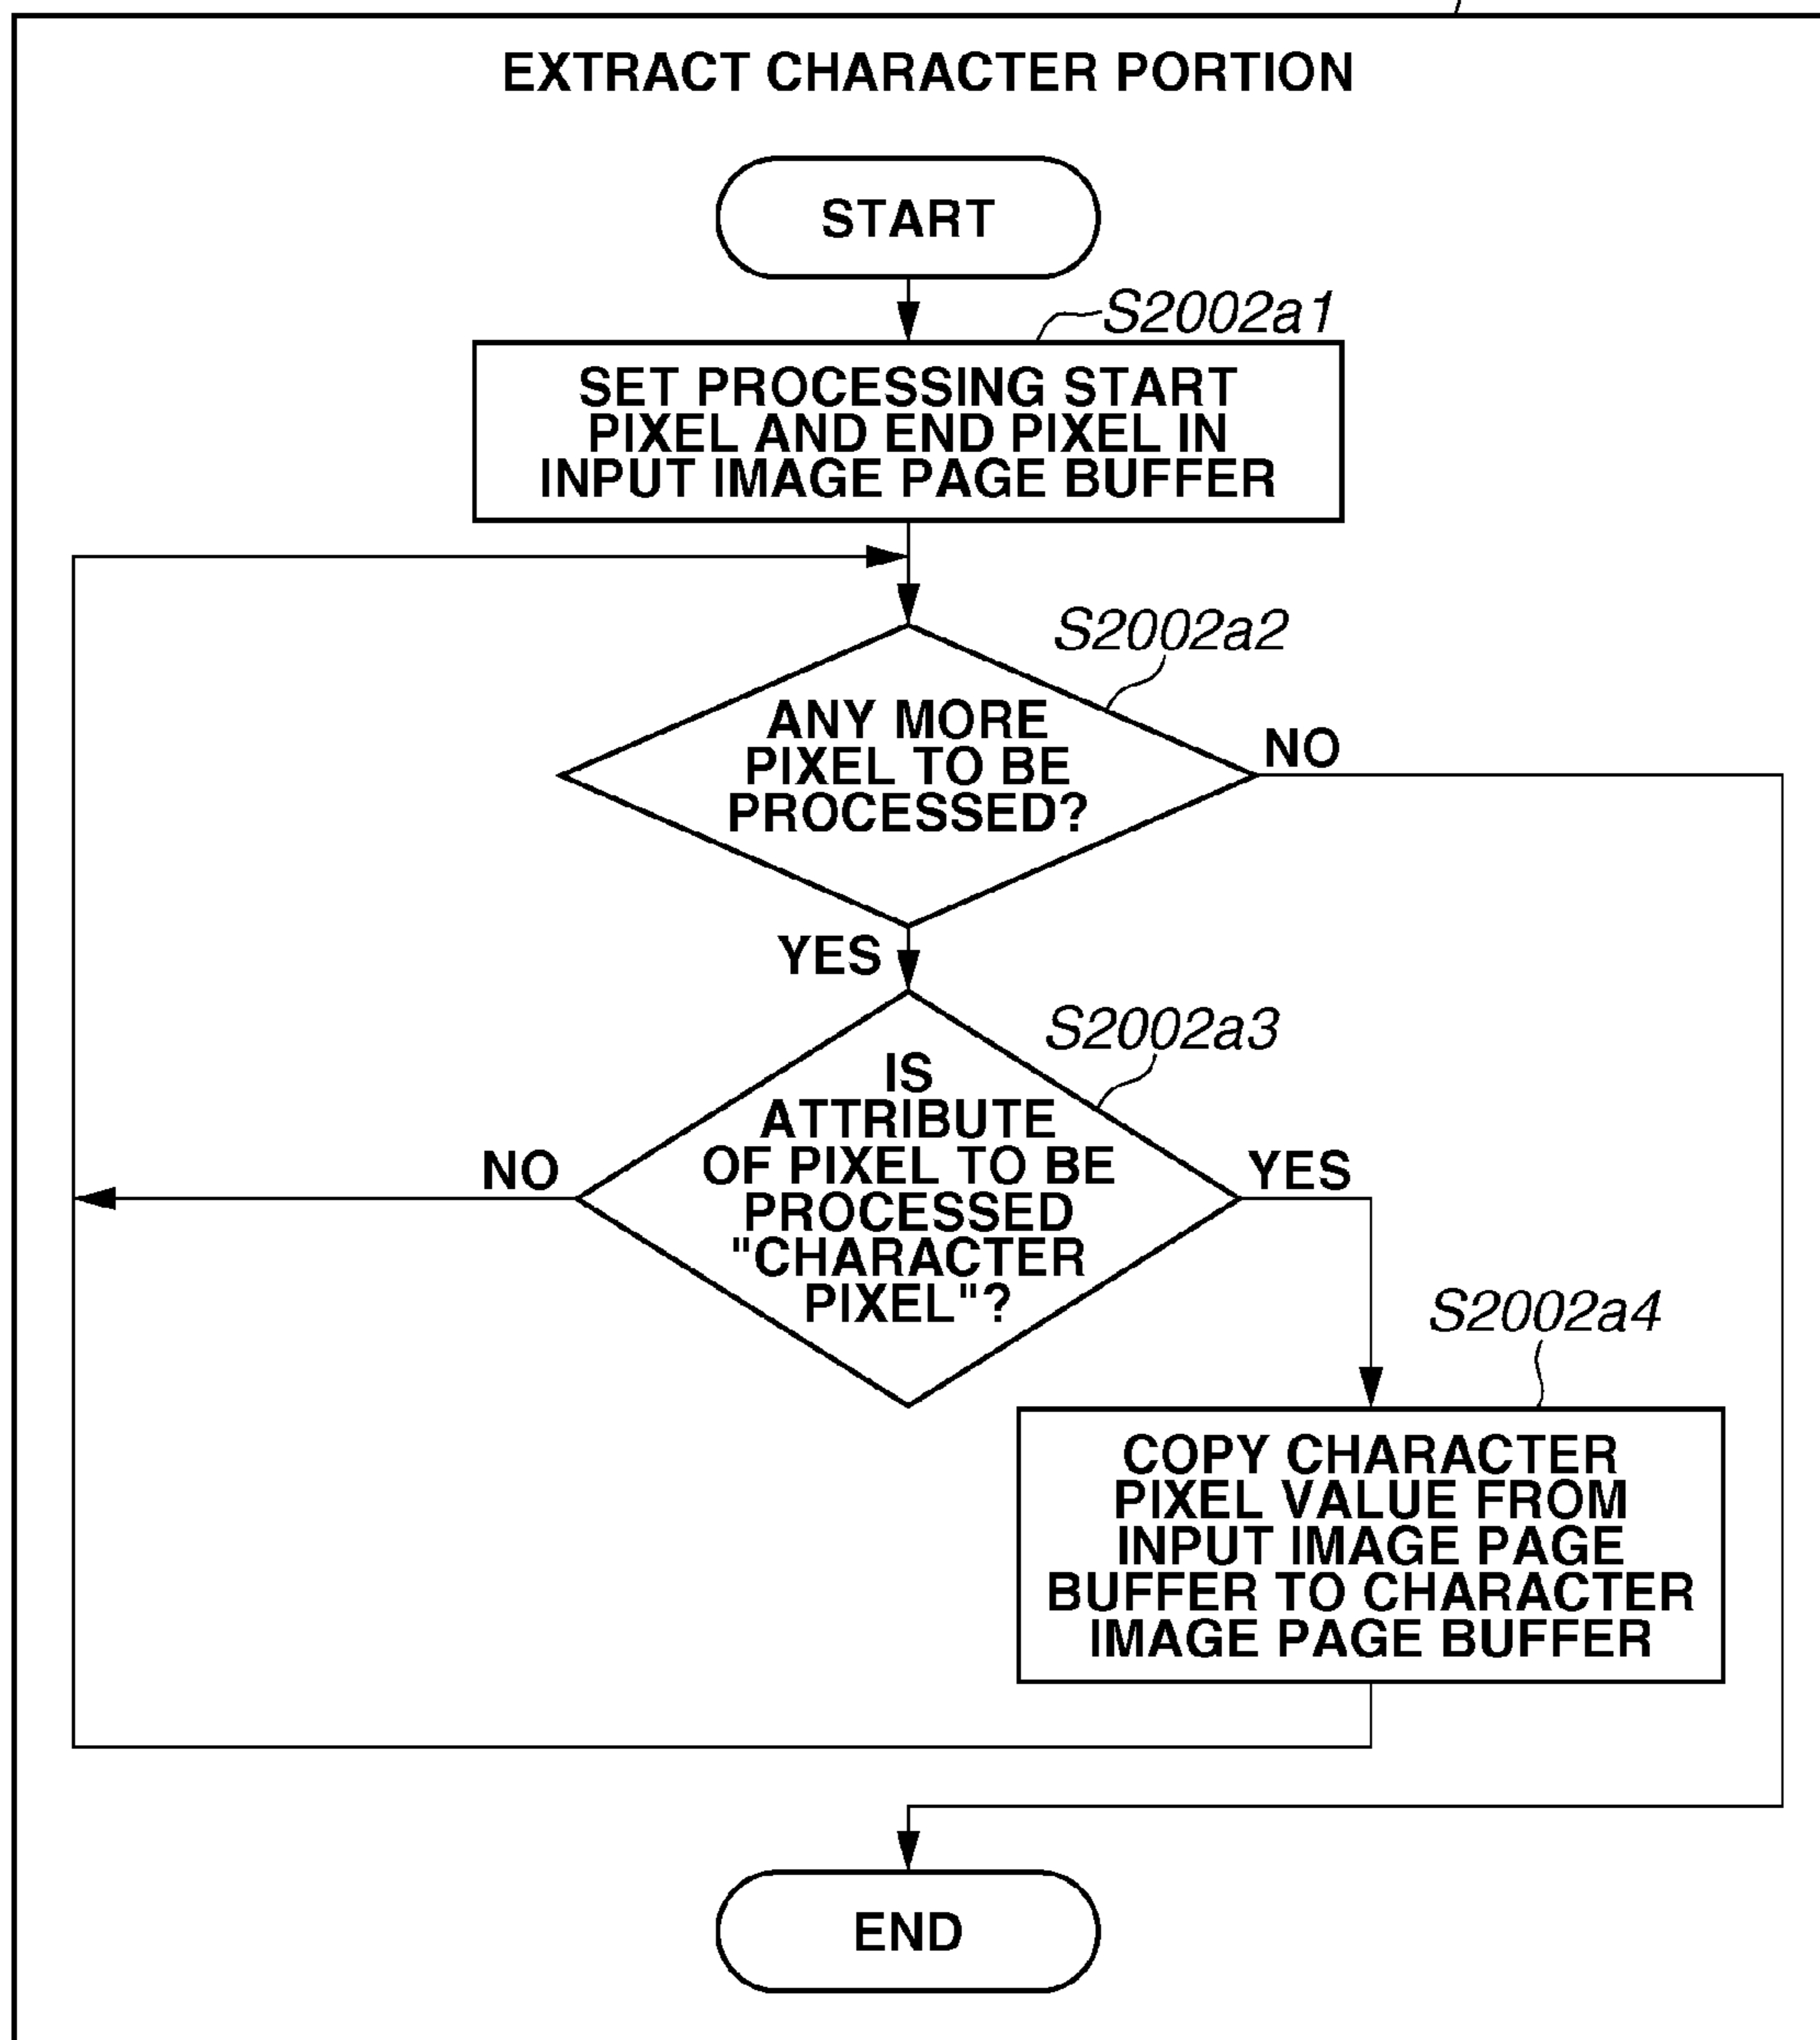 EXTRACT CHARACTER PORTION
START
S2002a1
SET PROCESSING START
PIXEL AND END PIXEL IN
INPUT IMAGE PAGE BUFFER
S2002a2
ANY MORE
PIXEL TO BE
PROCESSED?
NO
YES
S2002a3
IS
ATTRIBUTE
OF PIXEL TO BE
PROCESSED
"CHARACTER
PIXEL"?
NO
YES
S2002a4
COPY CHARACTER
PIXEL VALUE FROM
INPUT IMAGE PAGE
BUFFER TO CHARACTER
IMAGE PAGE BUFFER
END